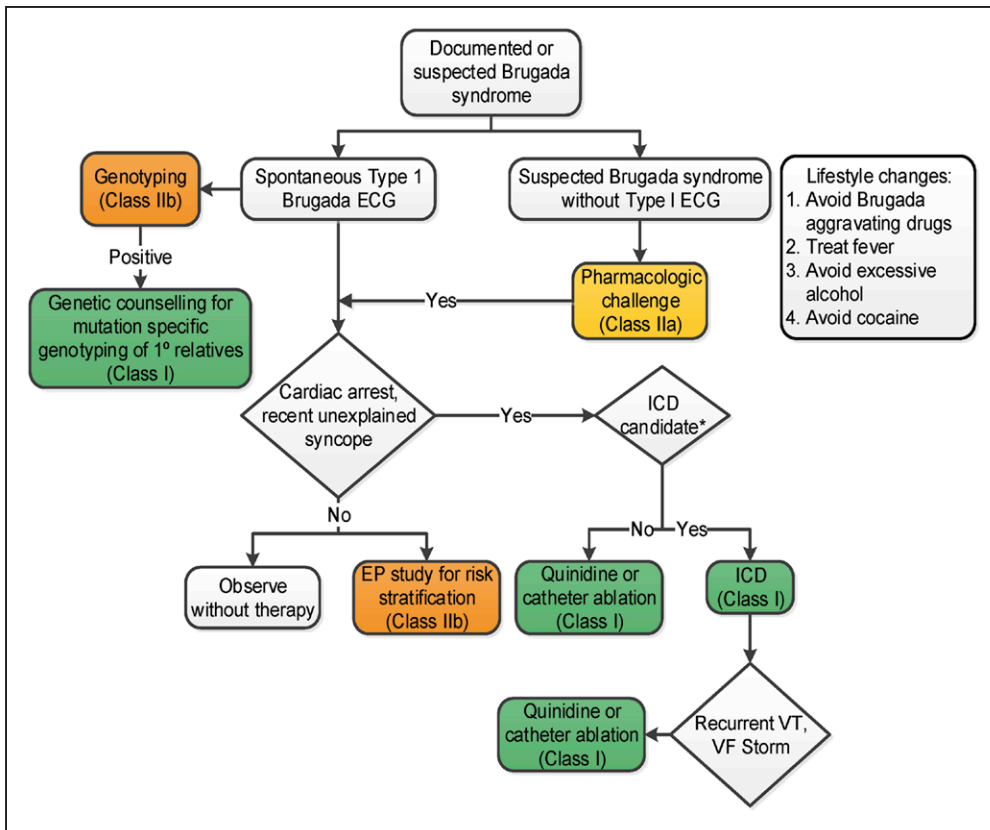 Documented or
suspected Brugada
syndrome
Genotyping
(Class IIb)
Spontaneous Type 1
Brugada ECG
Suspected Brugada syndrome
without Type I ECG
Lifestyle changes:
1. Avoid Brugada
aggravating drugs
2. Treat fever
3. Avoid excessive
alcohol
4. Avoid cocaine
Positive
Yes
Pharmacologic
challenge
(Class IIa)
Genetic counselling for
mutation specific
genotyping of 1º relatives
(Class I)
Cardiac arrest,
recent unexplained
syncope
Yes
ICD
candidate*
No
No
Yes
Observe
without therapy
EP study for risk
stratification
(Class IIb)
Quinidine or
catheter ablation
(Class I)
ICD
(Class I)
Quinidine or
catheter ablation
(Class I)
Recurrent VT,
VF Storm